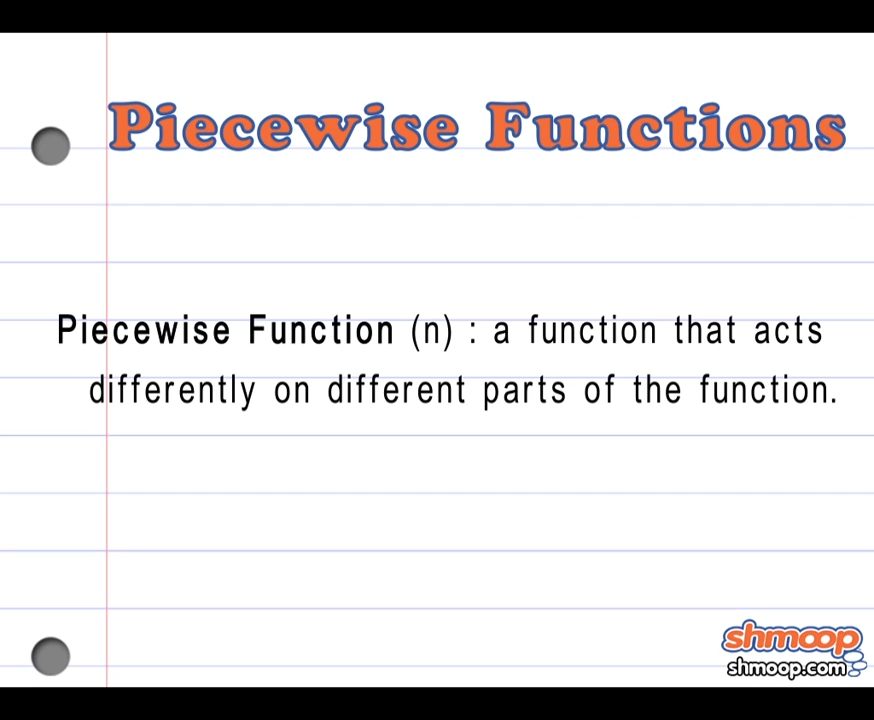 Piecewise Functions
Piecewise Function (n) : a function that acts
differently on different parts of the function.
shmoop
shmoop.com